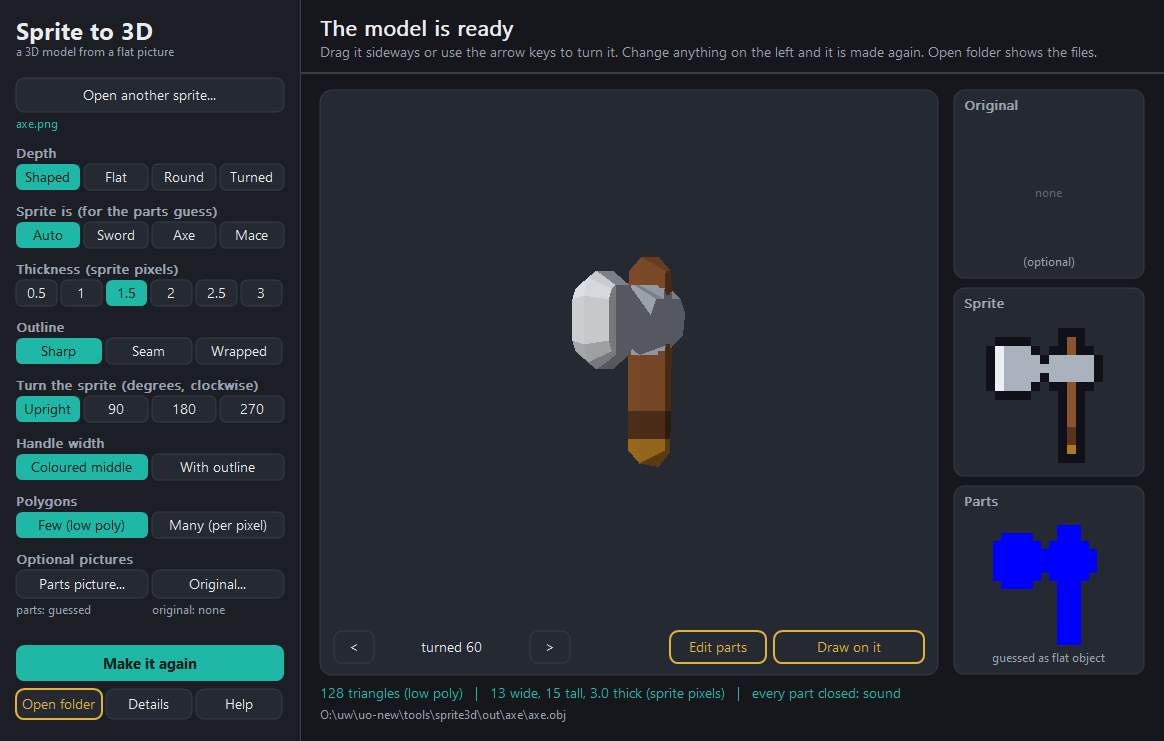 Sprite to 3D
a 3D model from a flat picture
Open another sprite...
axe.png
Depth
Shaped Flat Round Turned
Sprite is (for the parts guess)
Auto Sword Axe Mace
Thickness (sprite pixels)
0.5 1 1.5 2 2.5 3
Outline
Sharp Seam Wrapped
Turn the sprite (degrees, clockwise)
Upright 90 180 270
Handle width
Coloured middle With outline
Polygons
Few (low poly) Many (per pixel)
Optional pictures
Parts picture... Original...
parts: guessed original: none
Make it again
Open folder Details Help
The model is ready
Drag it sideways or use the arrow keys to turn it. Change anything on the left and it is made again. Open folder shows the files.
< turned 60 > Edit parts Draw on it
128 triangles (low poly) | 13 wide, 15 tall, 3.0 thick (sprite pixels) | every part closed: sound
O:\uw\uo-new\tools\sprite3d\out\axe\axe.obj
Original
none
(optional)
Sprite
Parts
guessed as flat object